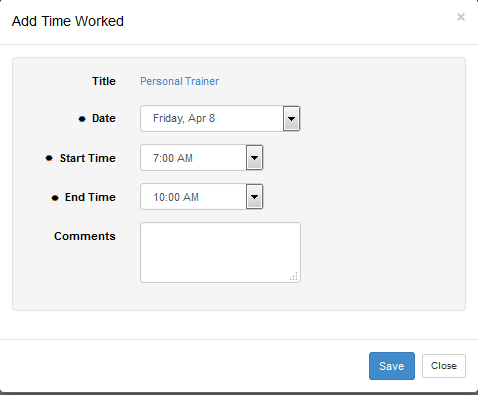 Add Time Worked ×
Title Personal Trainer
Date Friday, Apr 8
Start Time 7:00 AM
End Time 10:00 AM
Comments
Save Close